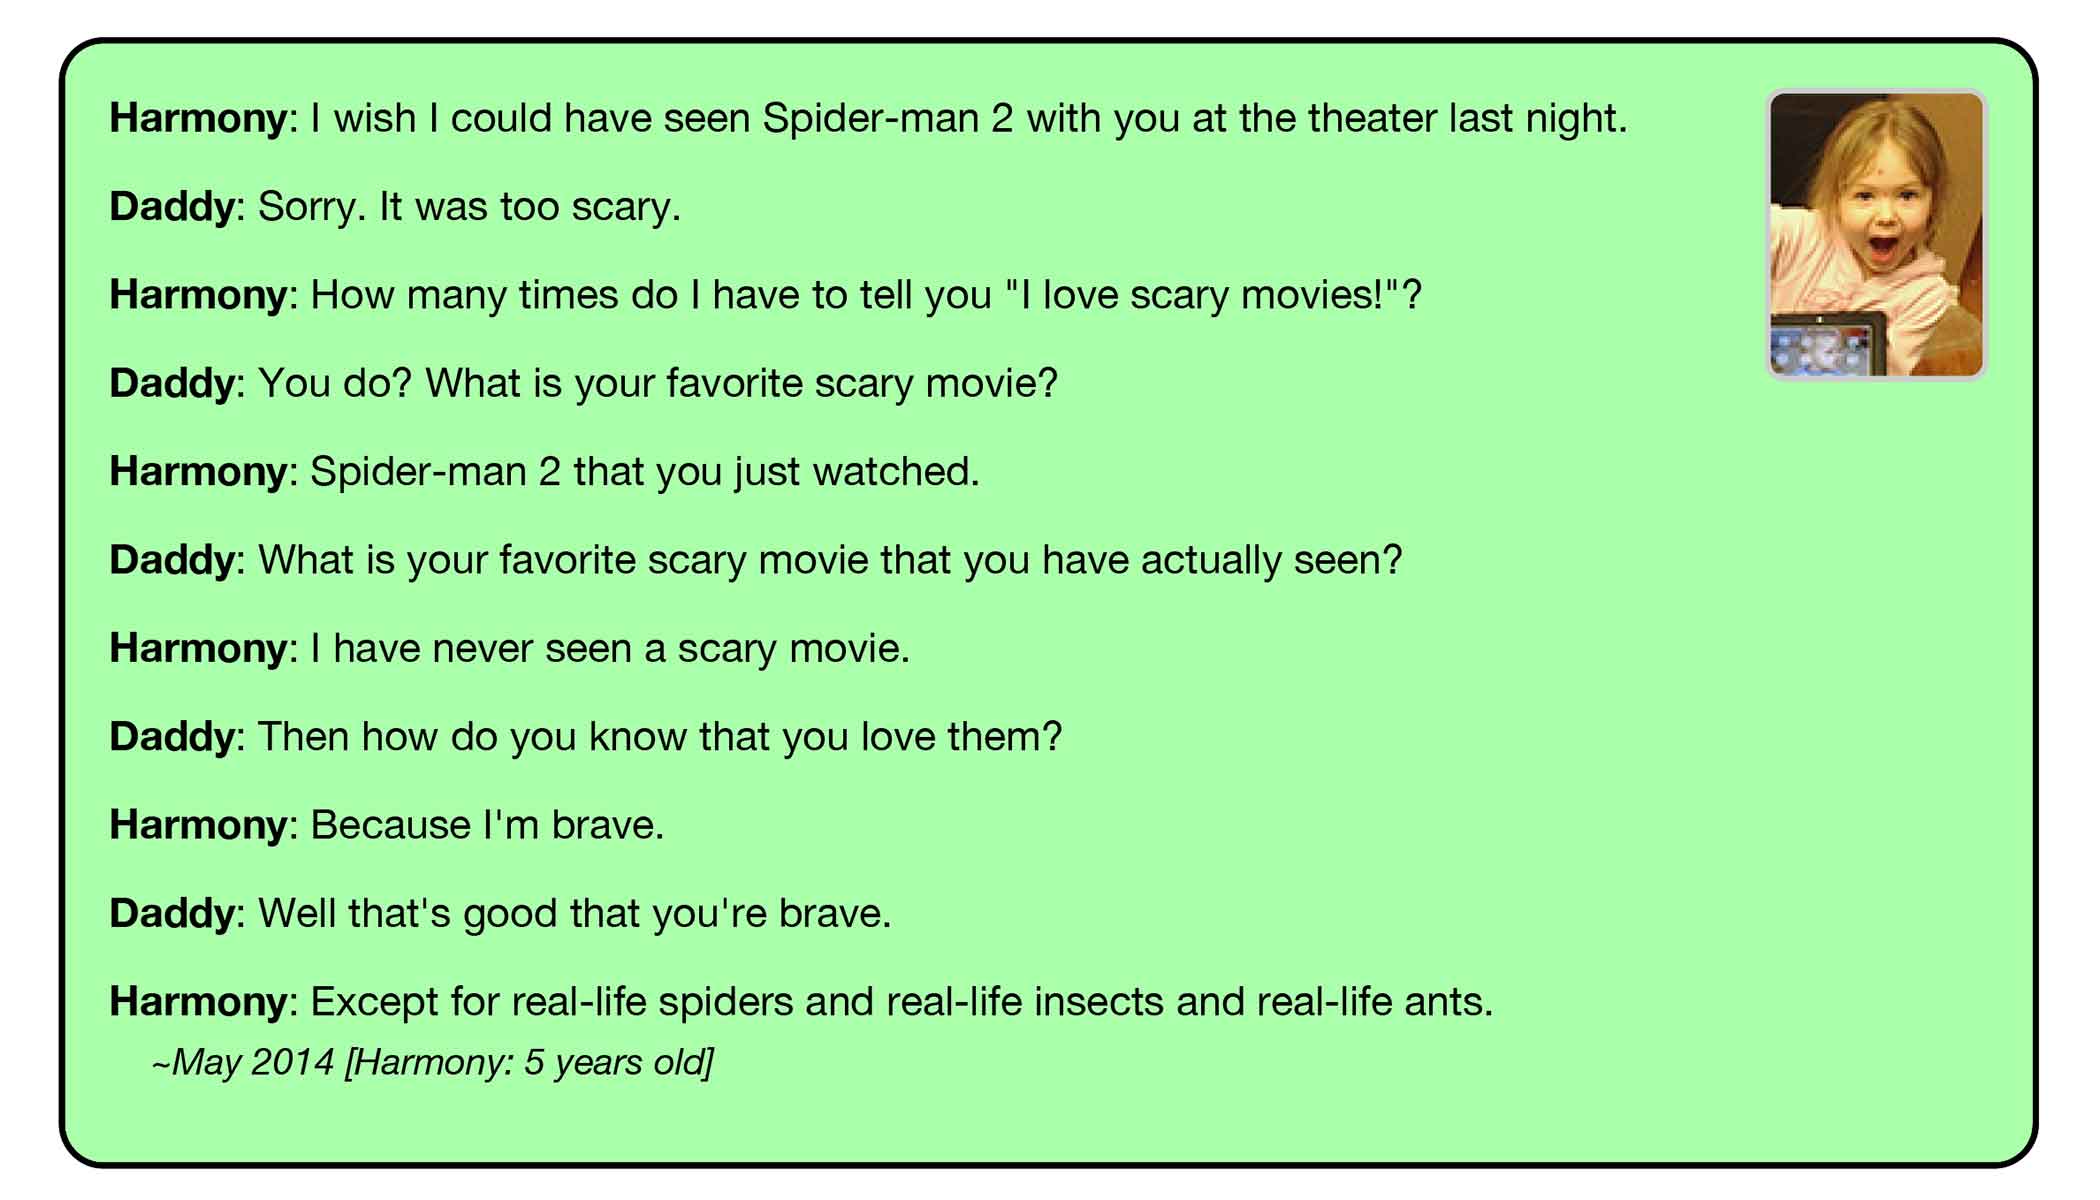 Harmony: I wish I could have seen Spider-man 2 with you at the theater last night.
Daddy: Sorry. It was too scary.
Harmony: How many times do I have to tell you "I love scary movies!"?
Daddy: You do? What is your favorite scary movie?
Harmony: Spider-man 2 that you just watched.
Daddy: What is your favorite scary movie that you have actually seen?
Harmony: I have never seen a scary movie.
Daddy: Then how do you know that you love them?
Harmony: Because I'm brave.
Daddy: Well that's good that you're brave.
Harmony: Except for real-life spiders and real-life insects and real-life ants.
~May 2014 [Harmony: 5 years old]